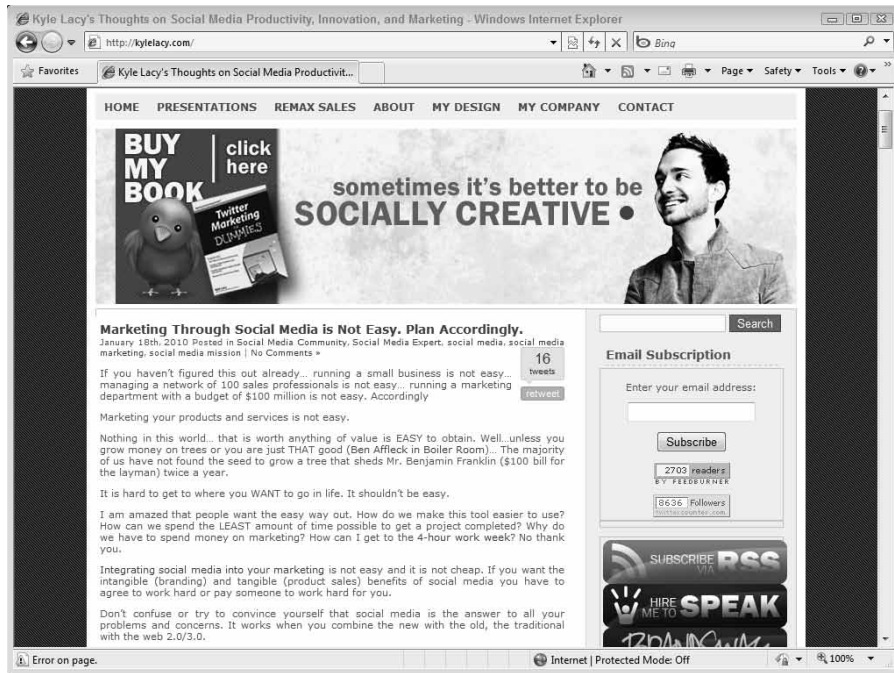 Kyle Lacy's Thoughts on Social Media Productivity, Innovation, and Marketing - Windows Internet Explorer
http://kylelacy.com/
Bing
Favorites
Kyle Lacy's Thoughts on Social Media Productivit...
Page
Safety
Tools
HOME PRESENTATIONS REMAX SALES ABOUT MY DESIGN MY COMPANY CONTACT
BUY
MY
BOOK
click
here
Twitter
Marketing
FOR
DUMMIES
sometimes it's better to be
SOCIALLY CREATIVE •
Marketing Through Social Media is Not Easy. Plan Accordingly.
January 18th, 2010 Posted in Social Media Community, Social Media Expert, social media, social media
marketing, social media mission | No Comments »
16
tweets
retweet
If you haven't figured this out already... running a small business is not easy...
managing a network of 100 sales professionals is not easy... running a marketing
department with a budget of $100 million is not easy. Accordingly
Marketing your products and services is not easy.
Nothing in this world... that is worth anything of value is EASY to obtain. Well...unless you
grow money on trees or you are just THAT good (Ben Affleck in Boiler Room)... The majority
of us have not found the seed to grow a tree that sheds Mr. Benjamin Franklin ($100 bill for
the layman) twice a year.
It is hard to get to where you WANT to go in life. It shouldn't be easy.
I am amazed that people want the easy way out. How do we make this tool easier to use?
How can we spend the LEAST amount of time possible to get a project completed? Why do
we have to spend money on marketing? How can I get to the 4-hour work week? No thank
you.
Integrating social media into your marketing is not easy and it is not cheap. If you want the
intangible (branding) and tangible (product sales) benefits of social media you have to
agree to work hard or pay someone to work hard for you.
Don't confuse or try to convince yourself that social media is the answer to all your
problems and concerns. It works when you combine the new with the old, the traditional
with the web 2.0/3.0.
Search
Email Subscription
Enter your email address:
Subscribe
2703 readers
BY FEEDBURNER
8636 Followers
twittercounter.com
SUBSCRIBE VIA RSS
HIRE ME TO SPEAK
Error on page.
Internet | Protected Mode: Off
100%